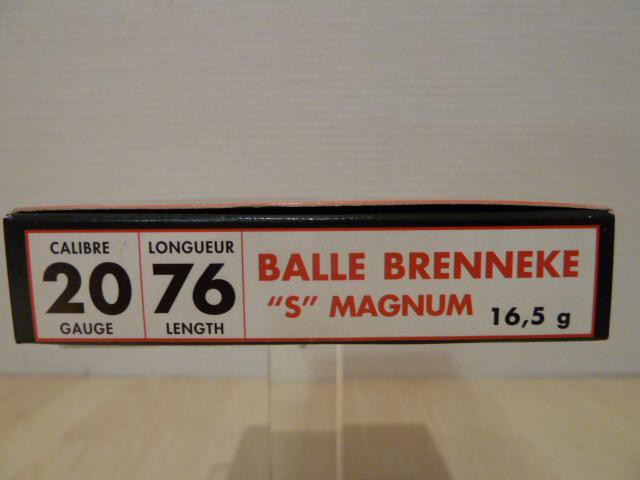 CALIBRE
20
GAUGE
LONGUEUR
76
LENGTH
BALLE BRENNEKE
"S" MAGNUM
16,5 g